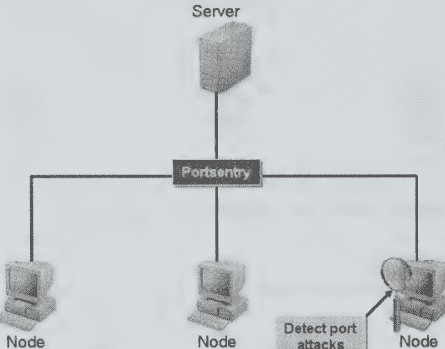 Server
Portsentry
Node
Node
Detect port
attacks
Node